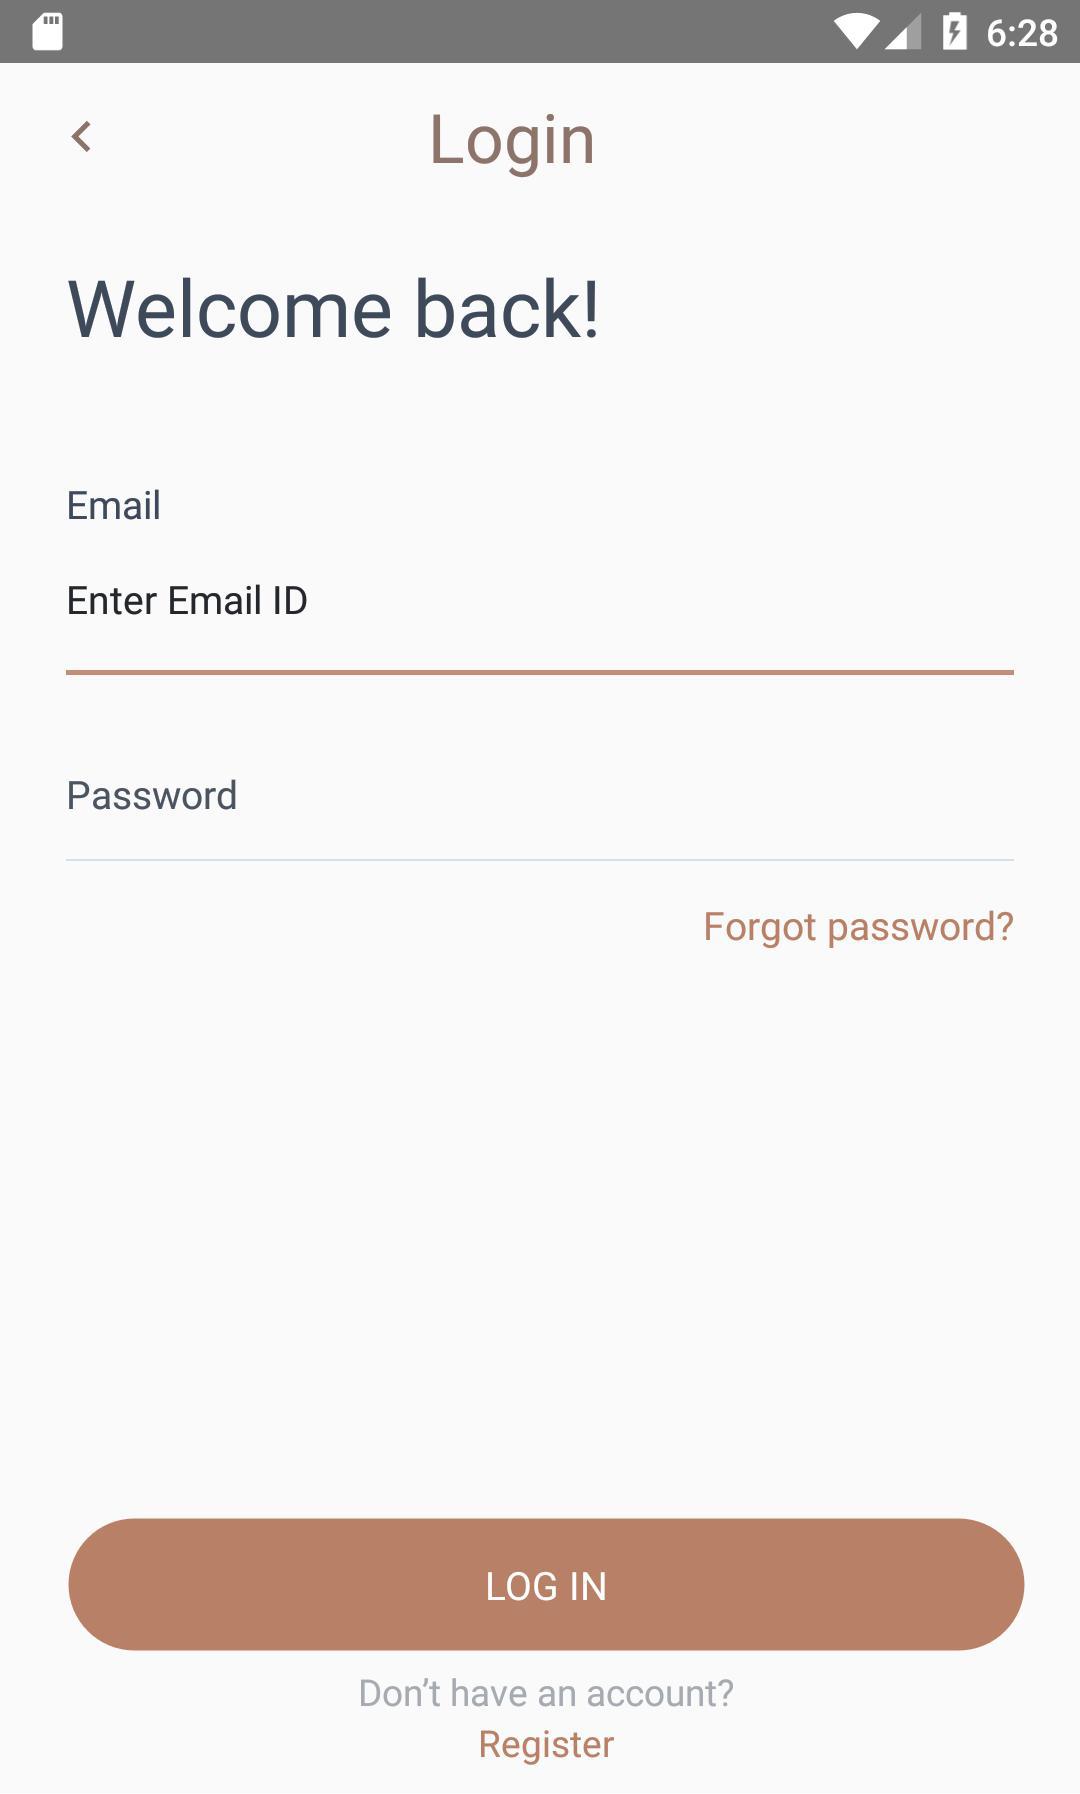 6:28
Login
Welcome back!
Email
Enter Email ID
Password
Forgot password?
LOG IN
Don’t have an account?
Register